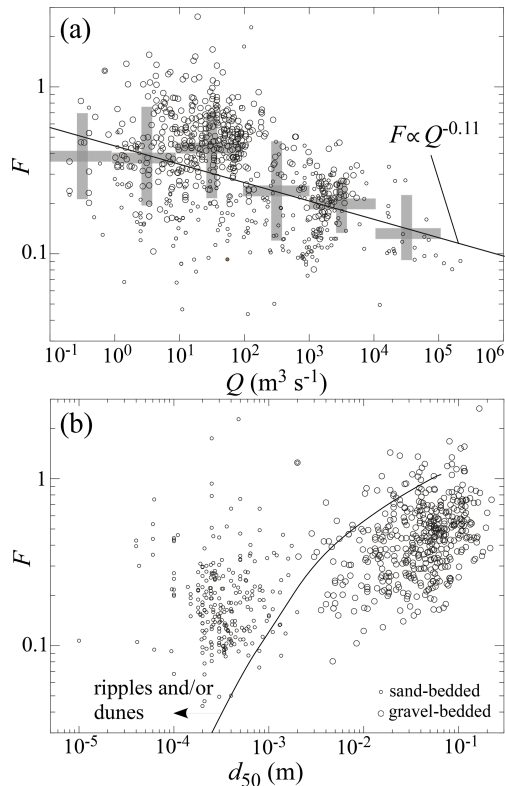 (a)
1
F
0.1
F∝Q-0.11
10-1 100 101 102 103 104 105 106
Q (m3 s-1)
(b)
1
F
0.1
ripples and/or
dunes
sand-bedded
gravel-bedded
10-5 10-4 10-3 10-2 10-1
d50 (m)